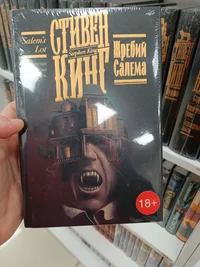 Salem's
Lot
СТИВЕН
Stephen King
КИНГ
Жребий
Салема
18+